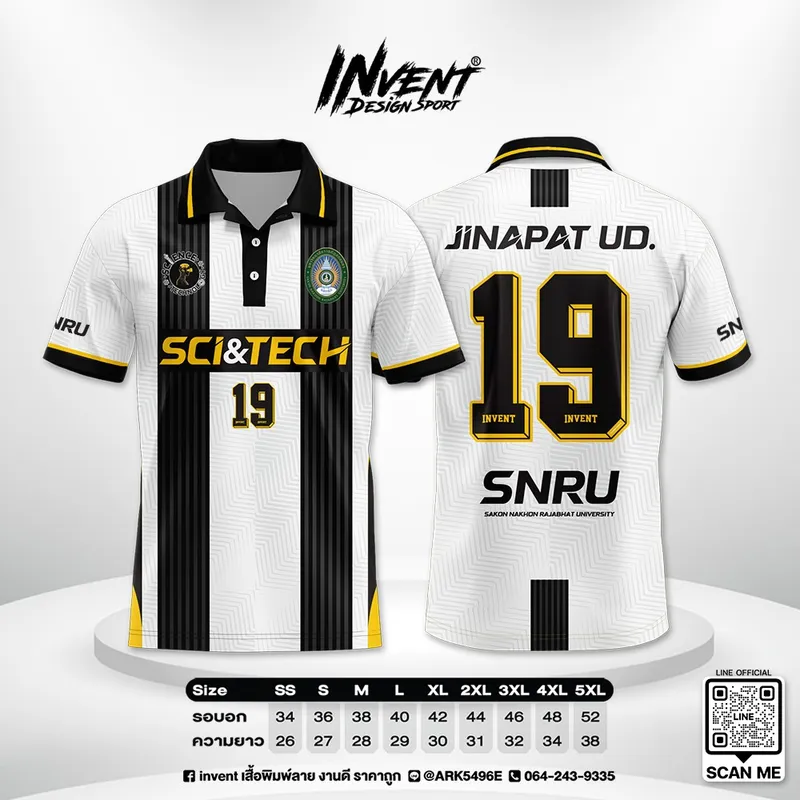 INVENT®
DESIGN SPORT
SCIENCE
SCI&TECH
19
NRU
JINAPAT UD.
19
INVENT INVENT
SN
SNRU
SAKON NAKHON RAJABHAT UNIVERSITY
Size SS S M L XL 2XL 3XL 4XL 5XL
รอบอก 34 36 38 40 42 44 46 48 52
ความยาว 26 27 28 29 30 31 32 34 38
invent เสื้อพิมพ์ลาย งานดี ราคาถูก @ARK5496E 064-243-9335
LINE OFFICIAL
LINE
SCAN ME